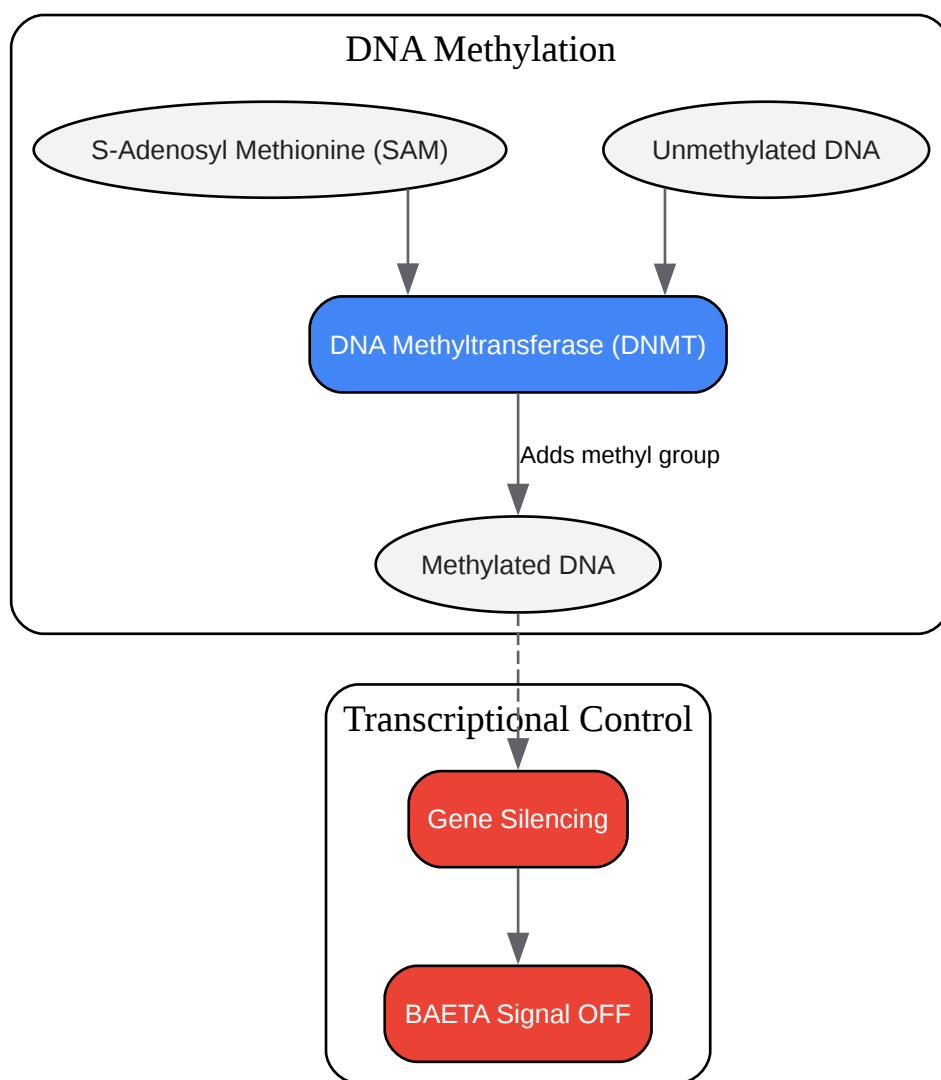 DNA Methylation
S-Adenosyl Methionine (SAM)
Unmethylated DNA
DNA Methyltransferase (DNMT)
Adds methyl group
Methylated DNA
Transcriptional Control
Gene Silencing
BAETA Signal OFF